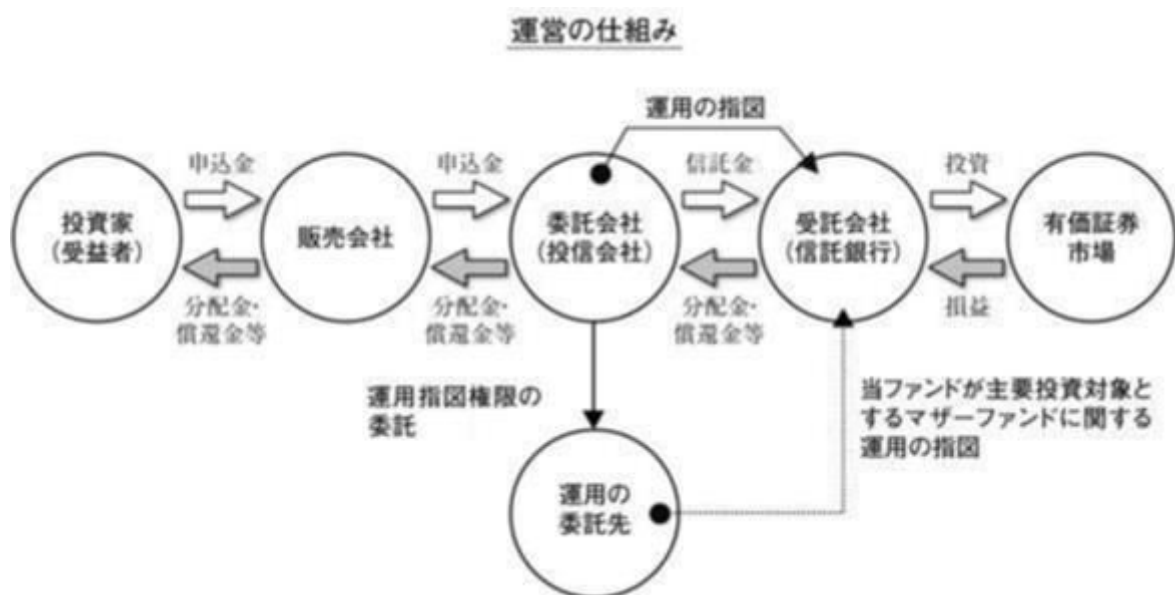 運営の仕組み
運用の指図
申込金
申込金
信託金
投資
投資家
(受益者)
販売会社
委託会社
(投信会社)
受託会社
(信託銀行)
有価証券
市場
分配金・
償還金等
分配金・
償還金等
分配金・
償還金等
損益
運用指図権限の
委託
当ファンドが主要投資対象と
するマザーファンドに関する
運用の指図
運用の
委託先